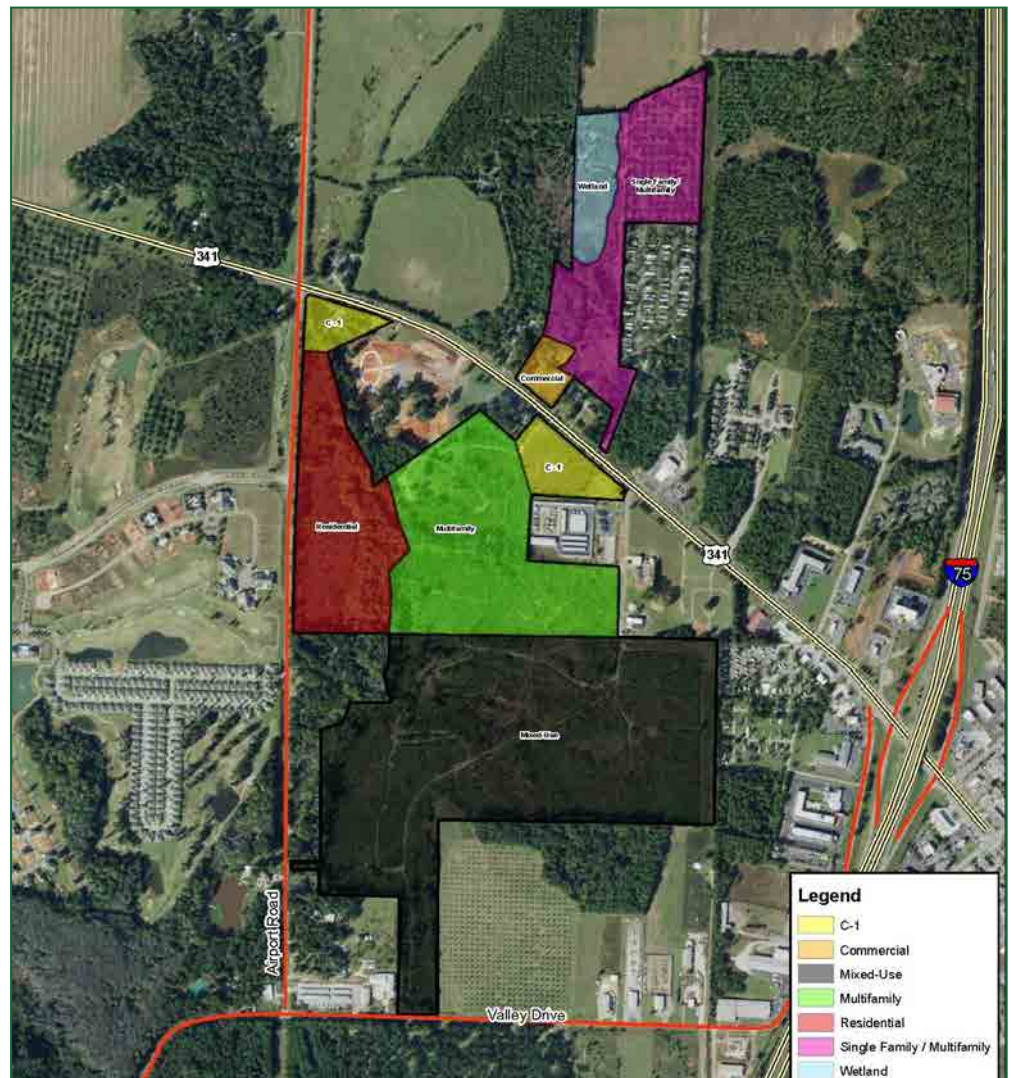 Wetland
Single Family /
Multifamily
341
C-1
Commercial
C-1
Residential
Multifamily
341
75
Mixed-Use
Airport Road
Valley Drive
Legend
C-1
Commercial
Mixed-Use
Multifamily
Residential
Single Family / Multifamily
Wetland